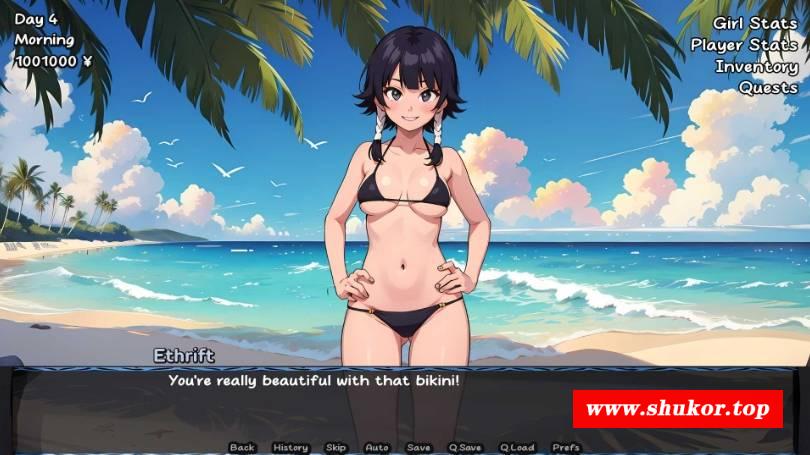 Day 4
Morning
1001000 ¥
Girl Stats
Player Stats
Inventory
Quests
Ethrift
You're really beautiful with that bikini!
www.shukor.top
Back History Skip Auto Save Q.Save Q.Load Prefs